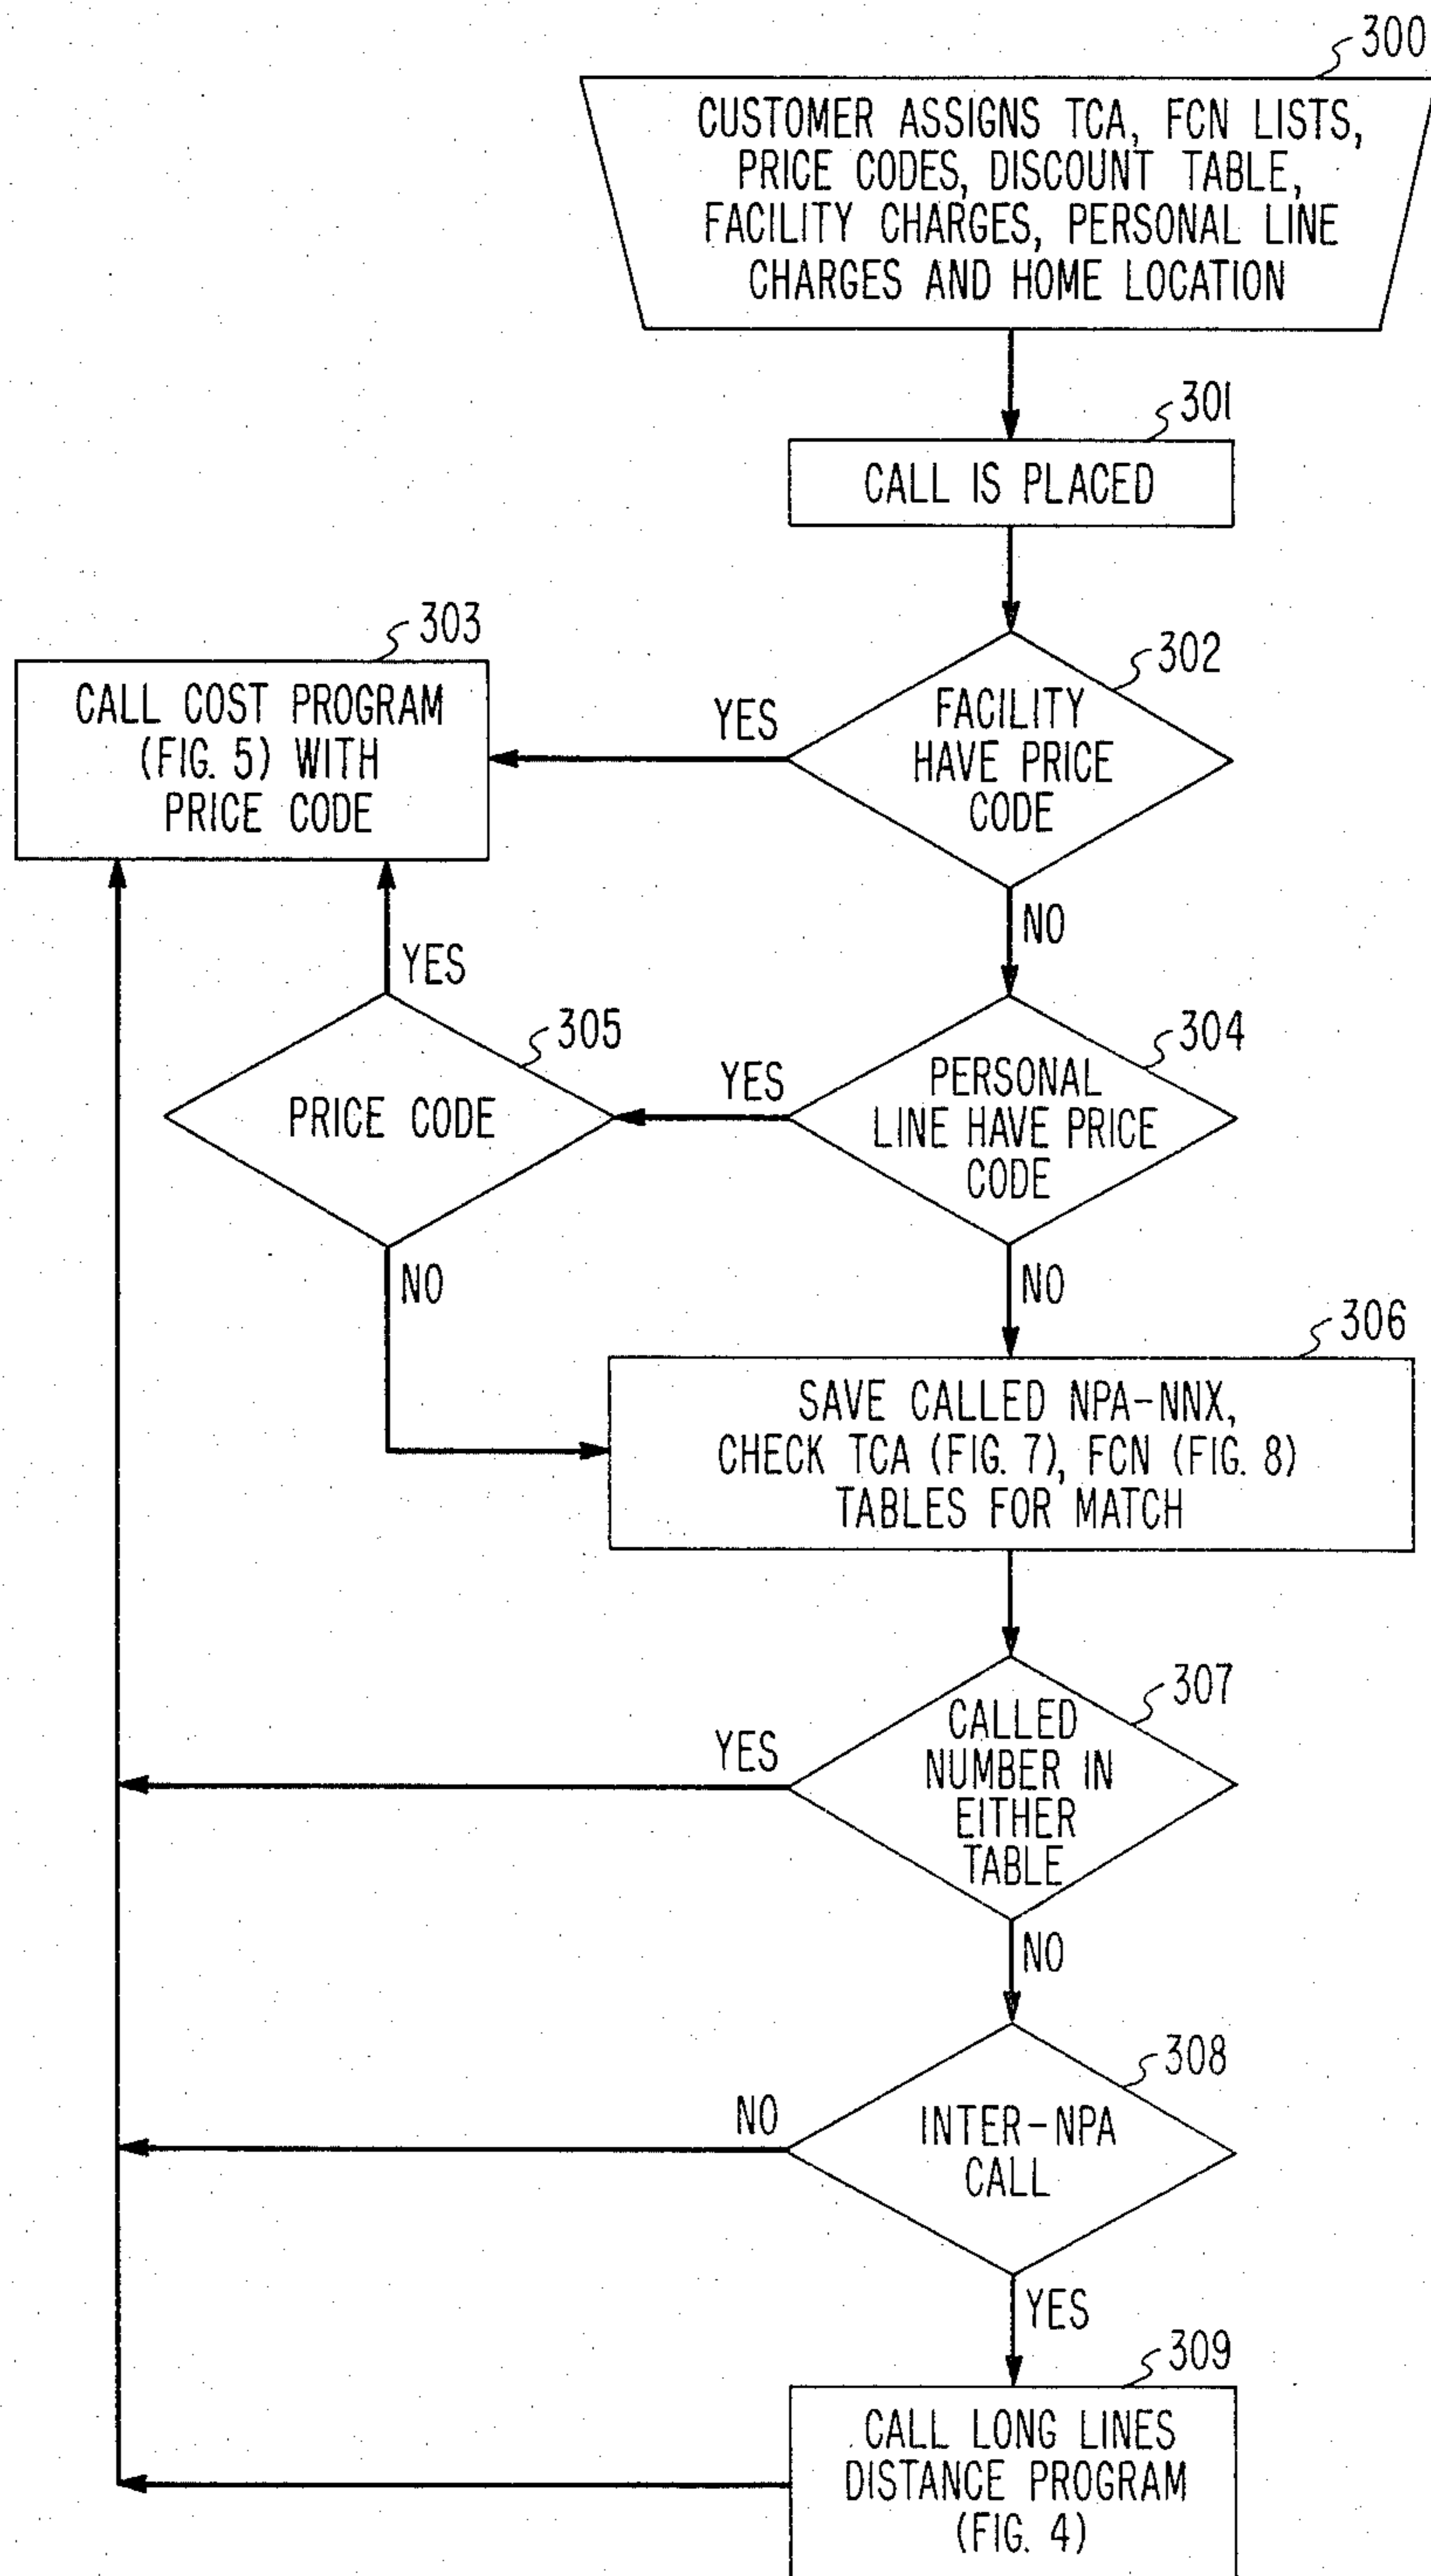 300
CUSTOMER ASSIGNS TCA, FCN LISTS,
PRICE CODES, DISCOUNT TABLE,
FACILITY CHARGES, PERSONAL LINE
CHARGES AND HOME LOCATION
301
CALL IS PLACED
303
CALL COST PROGRAM
(FIG. 5) WITH
PRICE CODE
302
FACILITY
HAVE PRICE
CODE
YES
NO
YES
305
PRICE CODE
YES
304
PERSONAL
LINE HAVE PRICE
CODE
NO
NO
306
SAVE CALLED NPA-NNX,
CHECK TCA (FIG. 7), FCN (FIG. 8)
TABLES FOR MATCH
307
CALLED
NUMBER IN
EITHER
TABLE
YES
NO
308
INTER-NPA
CALL
NO
YES
309
CALL LONG LINES
DISTANCE PROGRAM
(FIG. 4)